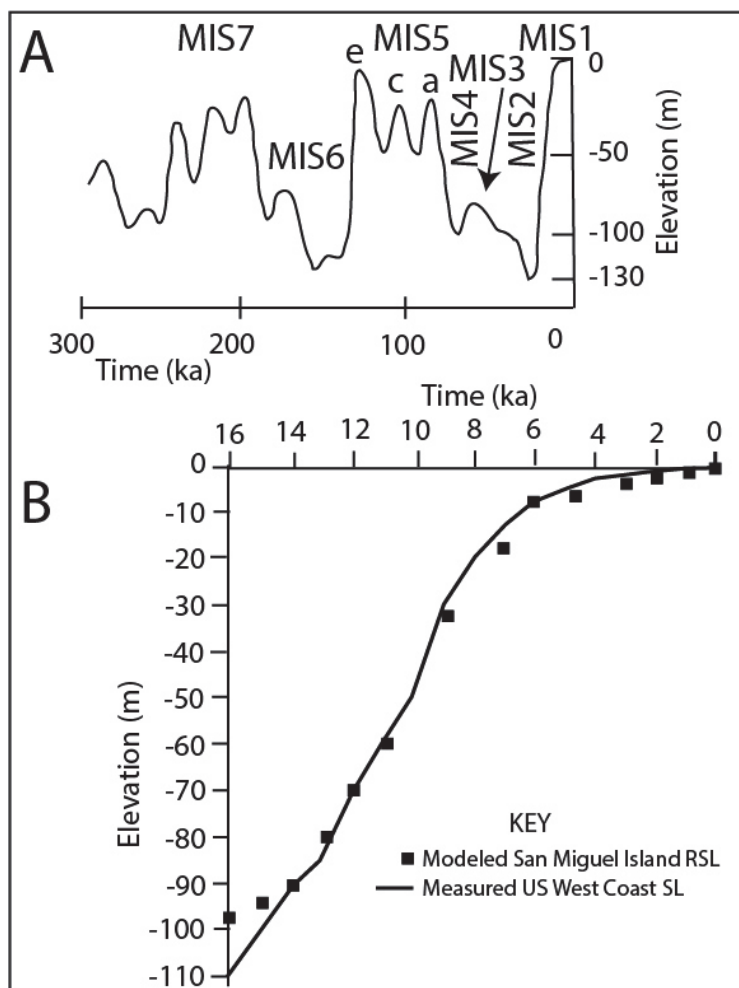 A
MIS7
MIS5
MIS1
e
c
a
MIS3
MIS4
MIS2
MIS6
0
-50
-100
-130
Elevation (m)
300
200
100
0
Time (ka)
B
Time (ka)
16
14
12
10
8
6
4
2
0
0
-10
-20
-30
-40
-50
-60
-70
-80
-90
-100
-110
Elevation (m)
KEY
Modeled San Miguel Island RSL
Measured US West Coast SL